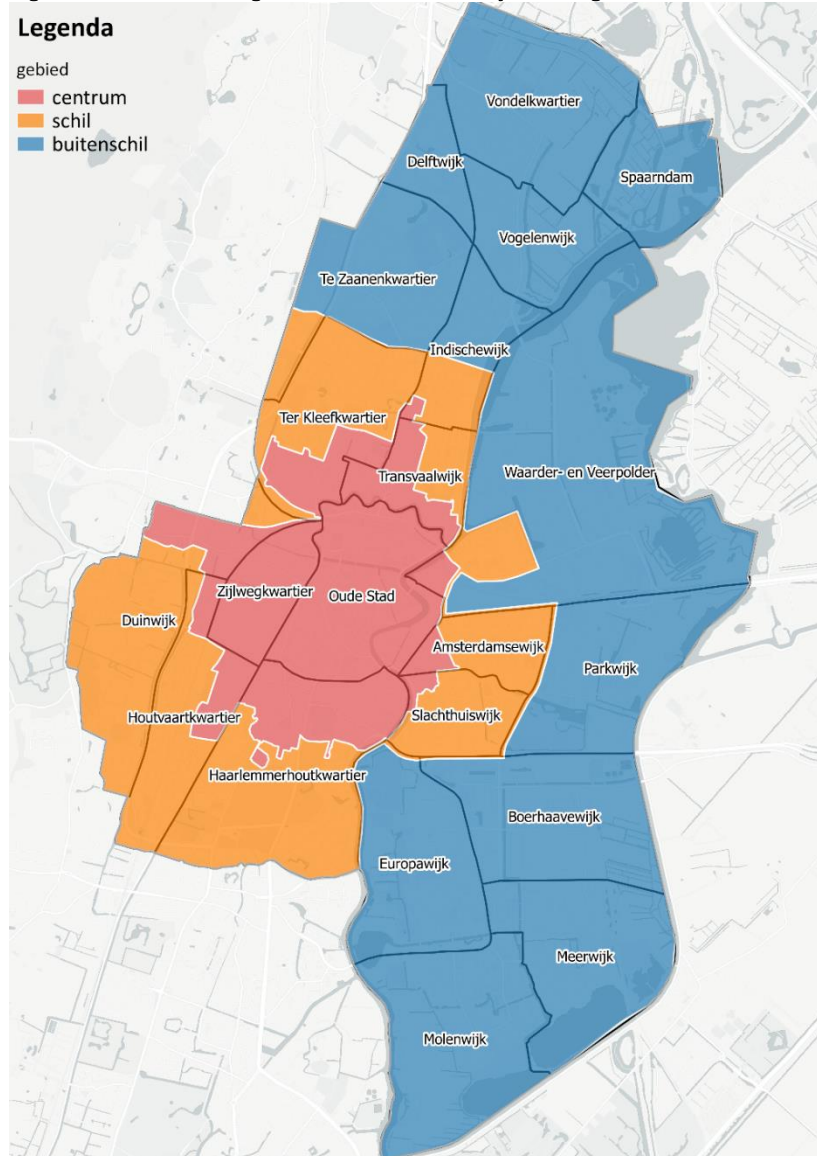 Legenda
gebied
centrum
schil
buitenschil
Vondelkwartier
Delftwijk
Spaarndam
Vogelenwijk
Te Zaanenkwartier
Indischewijk
Ter Kleefkwartier
Transvaalwijk
Waarder- en Veerpolder
Zijlwegkwartier
Oude Stad
Duinwijk
Amsterdamsewijk
Parkwijk
Houtvaartkwartier
Slachthuiswijk
Haarlemmerhoutkwartier
Boerhaavewijk
Europawijk
Meerwijk
Molenwijk